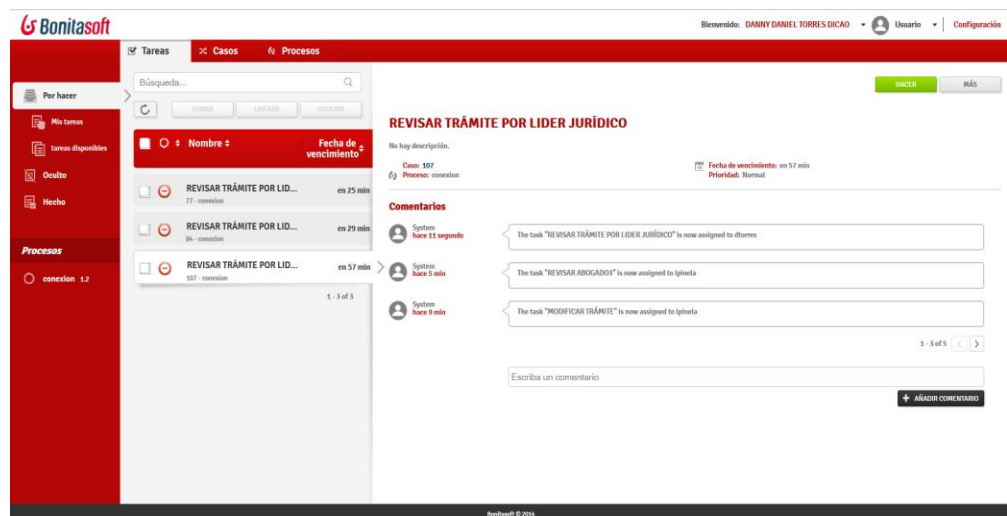 Bonitasoft
Bienvenido: DANNY DANIEL TORRES DICAO
Usuario
Configuración
Tareas
Casos
Procesos
Por hacer
Mis tareas
tareas disponibles
Oculto
Hecho
Procesos
conexion 1.2
Búsqueda...
TOMAR
LIBERAR
OCULTAR
Nombre
Fecha de
vencimiento
REVISAR TRÁMITE POR LID... en 25 min
77 - conexion
REVISAR TRÁMITE POR LID... en 29 min
94 - conexion
REVISAR TRÁMITE POR LID... en 57 min
107 - conexion
1 - 3 of 3
HACER
MÁS
REVISAR TRÁMITE POR LIDER JURÍDICO
No hay descripción.
Caso: 107
Proceso: conexion
Fecha de vencimiento: en 57 min
Prioridad: Normal
Comentarios
System
hace 11 segundo
The task "REVISAR TRÁMITE POR LIDER JURÍDICO" is now assigned to dtorres
System
hace 5 min
The task "REVISAR ABOGADOS" is now assigned to lpinela
System
hace 9 min
The task "MODIFICAR TRÁMITE" is now assigned to lpinela
1 - 3 of 5
Escriba un comentario
AÑADIR COMENTARIO
Bonitasoft © 2014